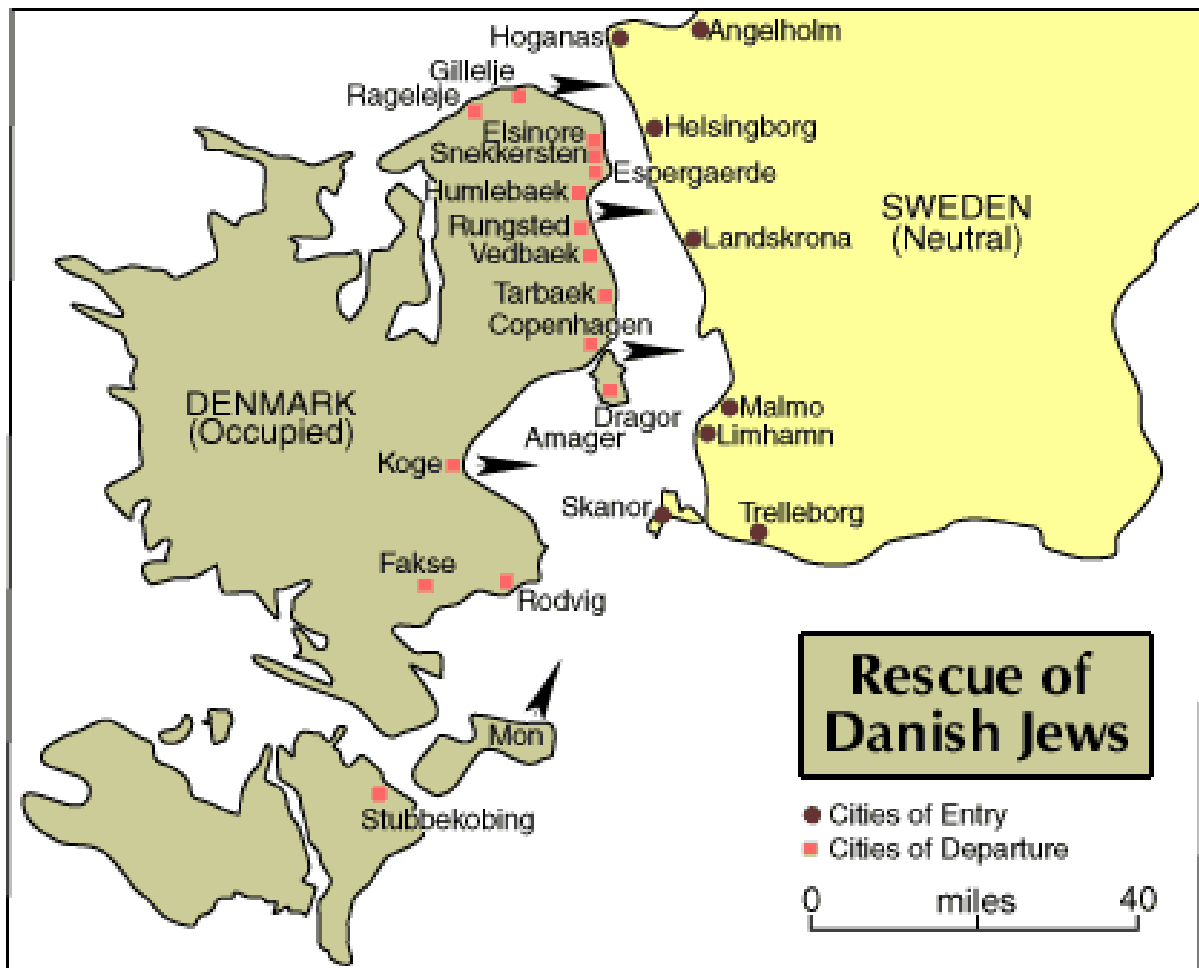 Hoganas
Angelholm
Gillelje
Rageleje
Elsinore
Helsingborg
Snekkersten
Espergaerde
Humlebaek
SWEDEN
(Neutral)
Rungsted
Landskrona
Vedbaek
Tarbaek
Copenhagen
DENMARK
(Occupied)
Malmo
Dragor
Limhamn
Amager
Koge
Skanor
Trelleborg
Fakse
Rodvig
Rescue of
Danish Jews
Mon
Stubbekobing
Cities of Entry
Cities of Departure
0 miles 40